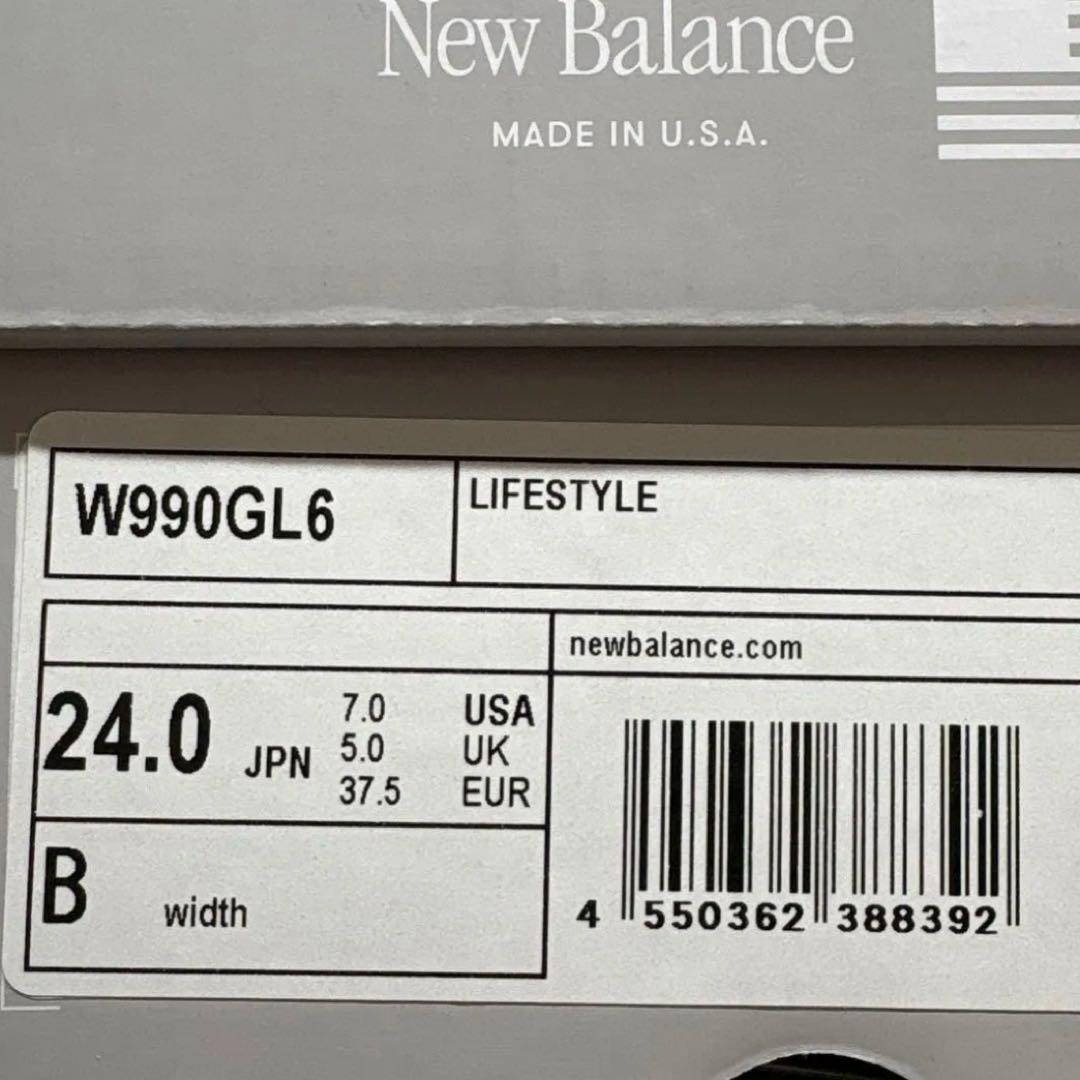 New Balance
MADE IN U.S.A.
W990GL6
LIFESTYLE
newbalance.com
24.0 JPN
7.0 USA
5.0 UK
37.5 EUR
B width
4 550362 388392